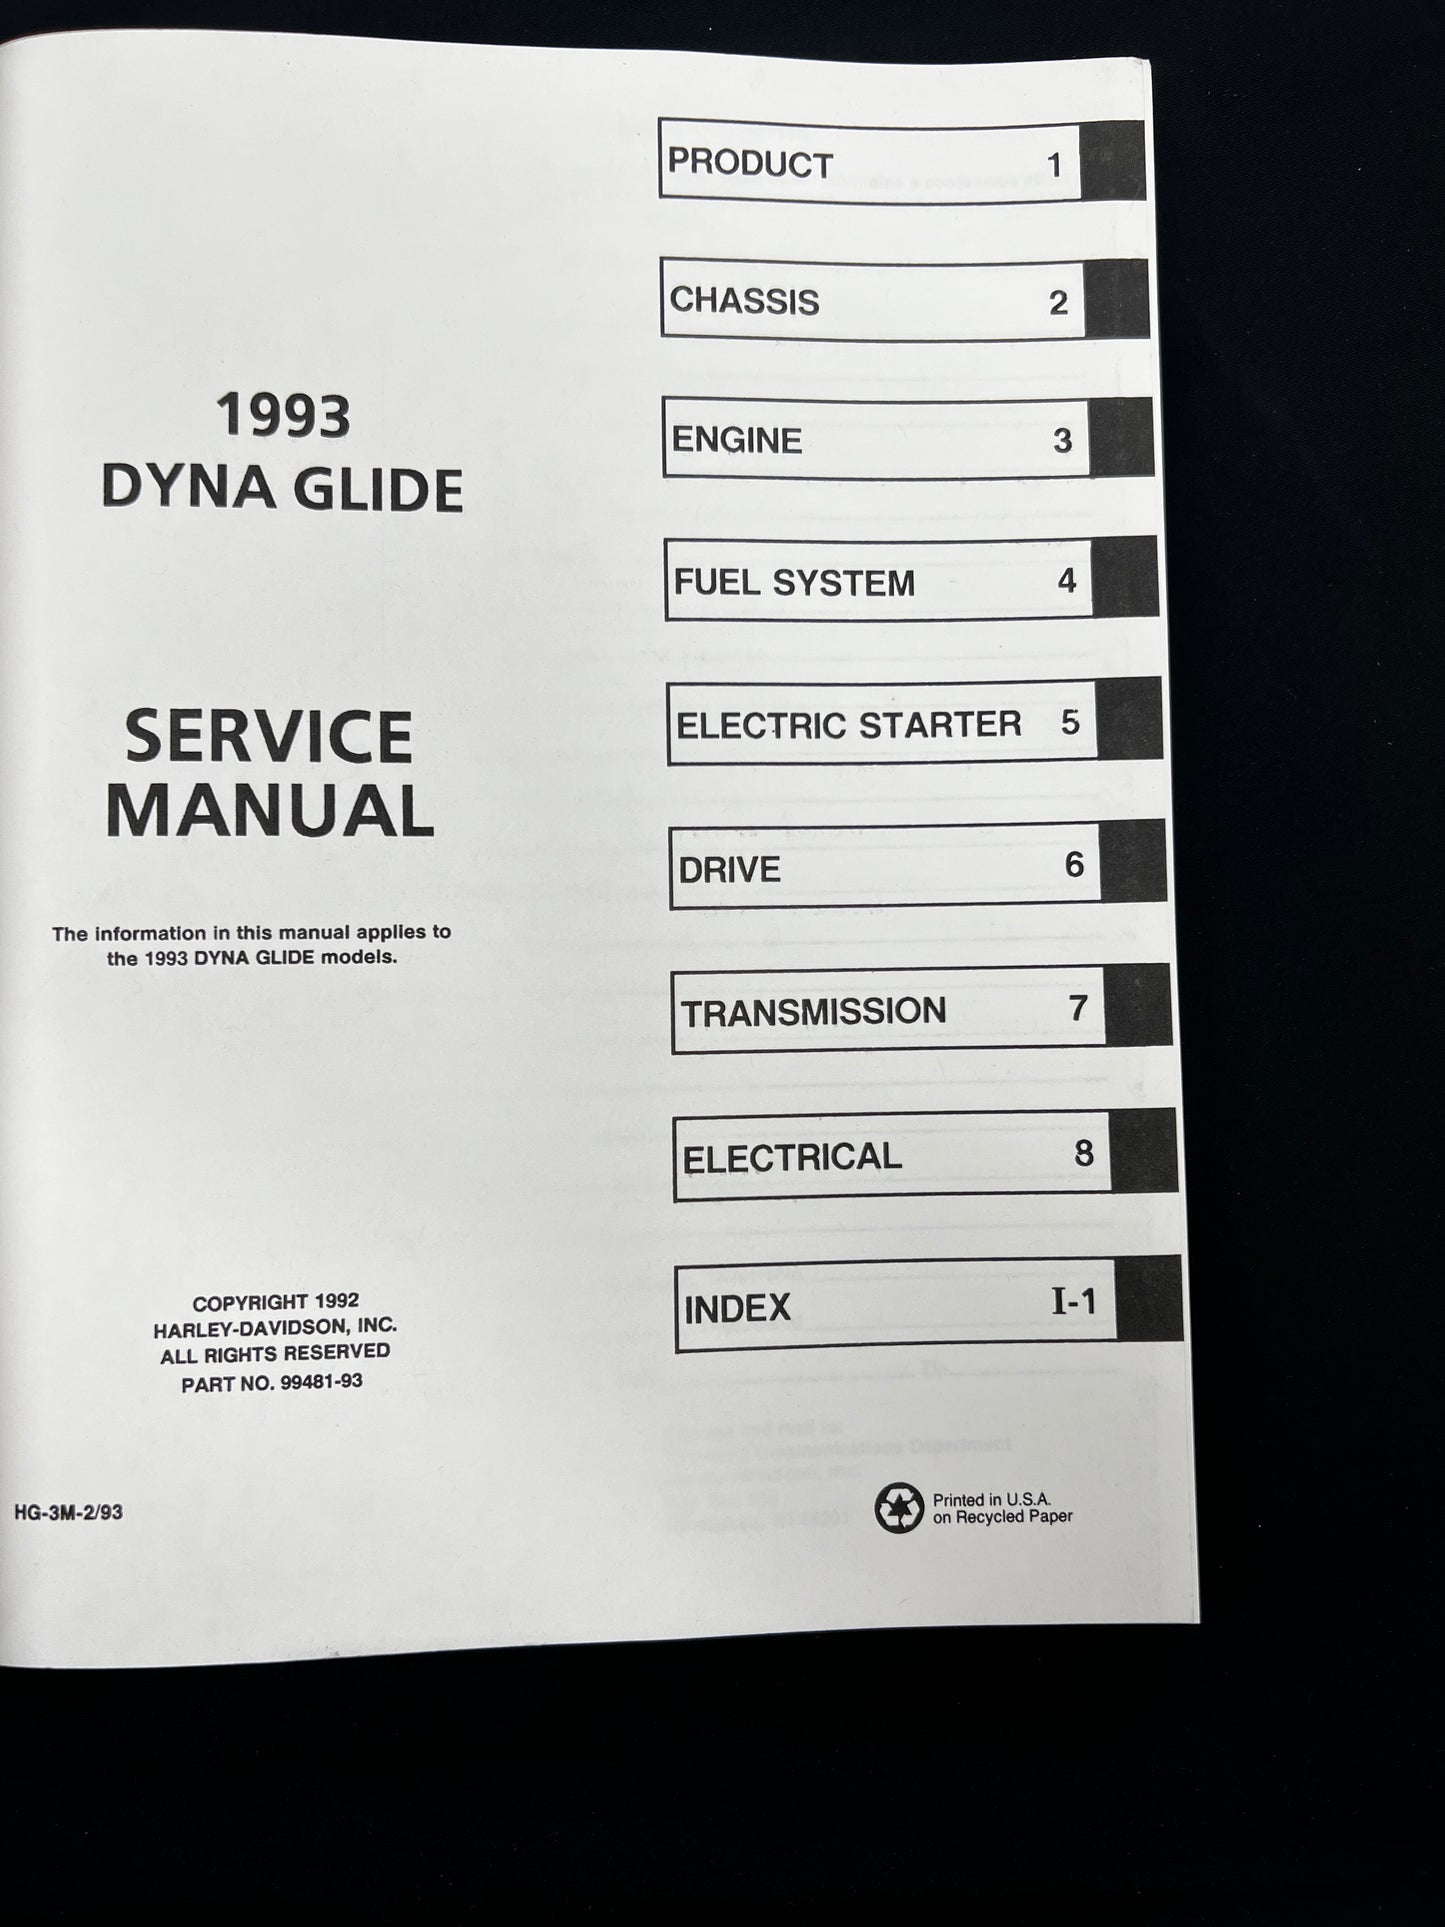 1993
DYNA GLIDE
SERVICE
MANUAL
The information in this manual applies to
the 1993 DYNA GLIDE models.
COPYRIGHT 1992
HARLEY-DAVIDSON, INC.
ALL RIGHTS RESERVED
PART NO. 99481-93
HG-3M-2/93
PRODUCT 1
CHASSIS 2
ENGINE 3
FUEL SYSTEM 4
ELECTRIC STARTER 5
DRIVE 6
TRANSMISSION 7
ELECTRICAL 8
INDEX I-1
Printed in U.S.A.
on Recycled Paper